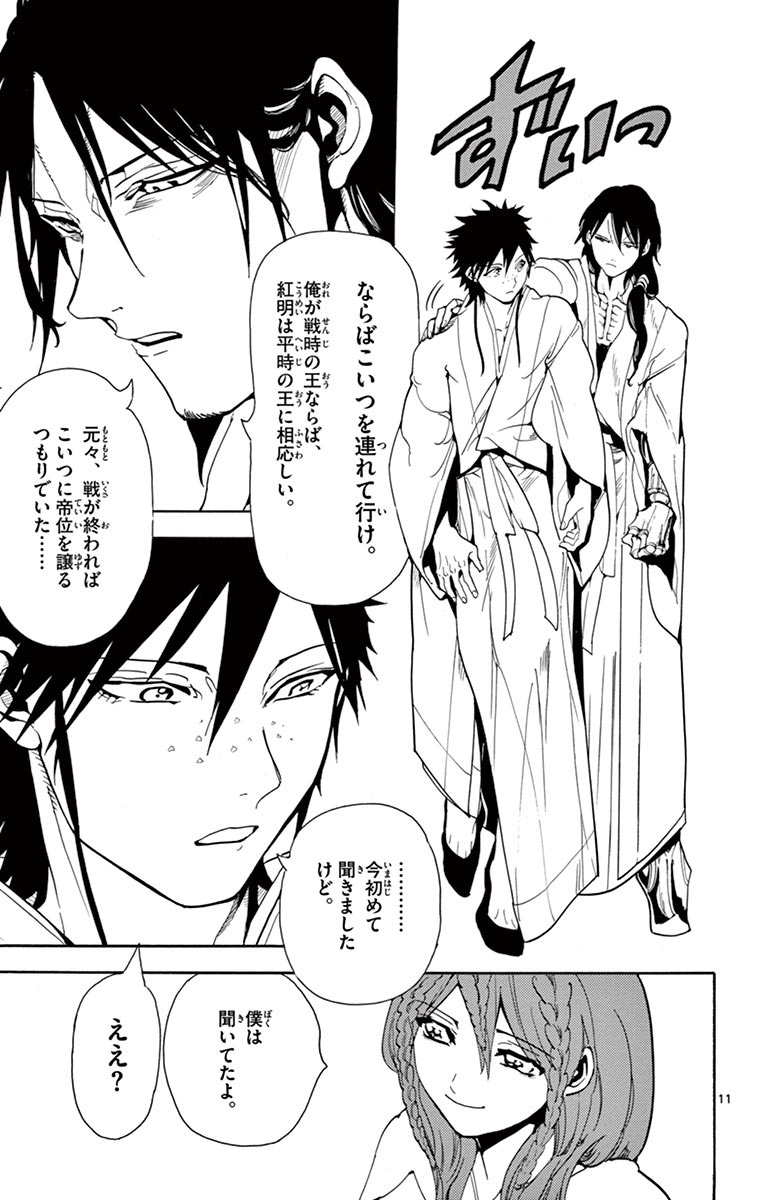 ずいっ
ならばこいつを連れて行け。
俺が戦時の王ならば、
紅明は平時の王に相応しい。
元々、戦が終われば
こいつに帝位を譲る
つもりでいた……
…………
今初めて
聞きました
けど。
僕は
聞いてたよ。
ええ?
11